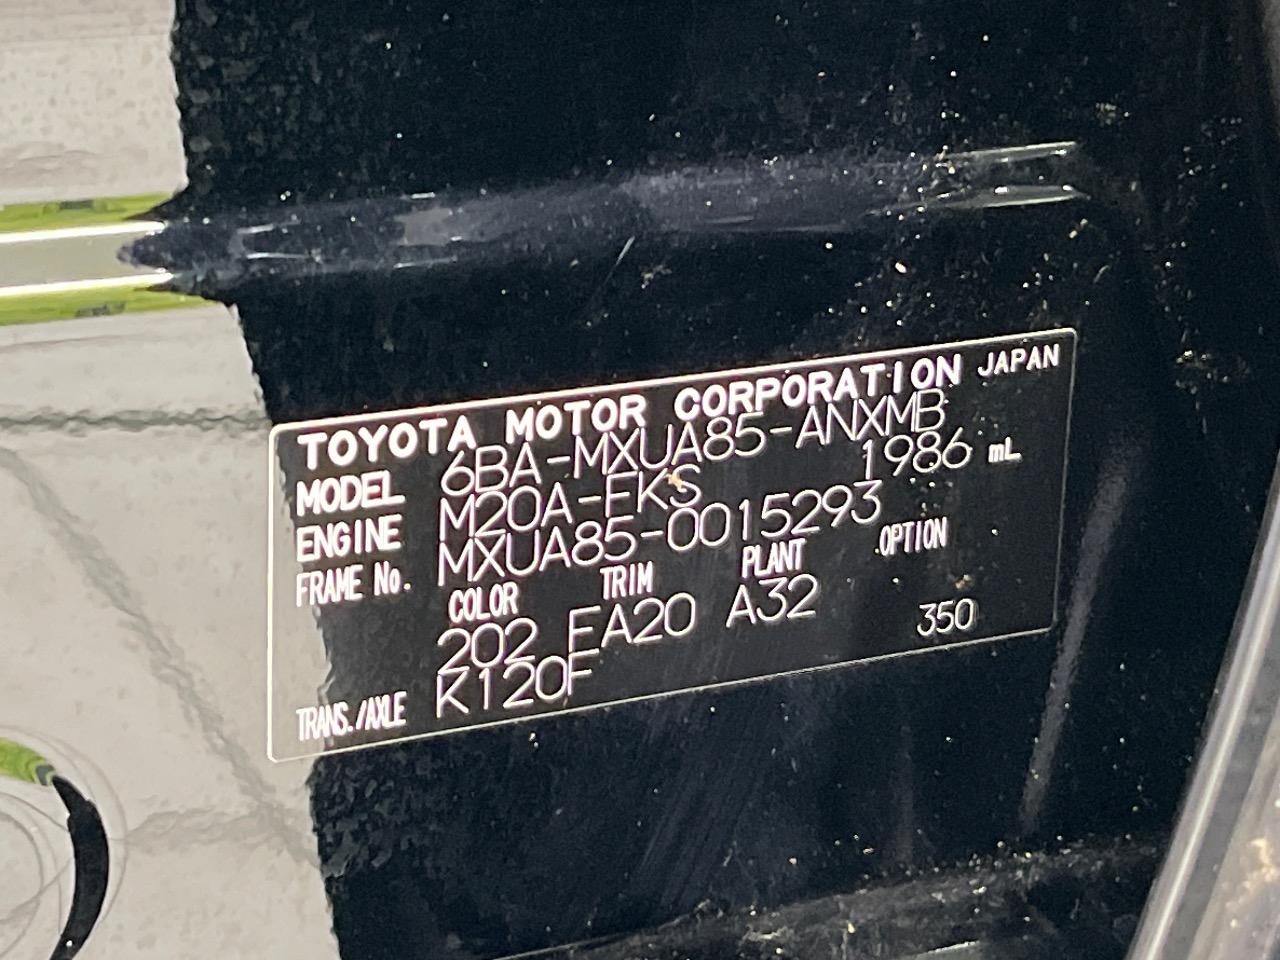 TOYOTA MOTOR CORPORATION JAPAN
MODEL 6BA-MXUA85-ANXMB
ENGINE M20A-FKS 1986 mL
FRAME No. MXUA85-0015293
COLOR TRIM PLANT OPTION
202 EA20 A32
TRANS./AXLE K120F 350